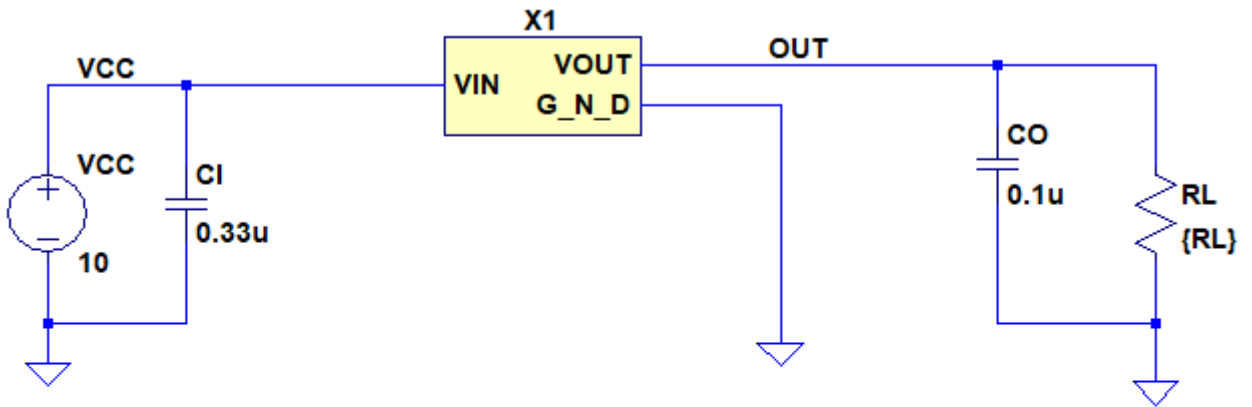 X1
VCC
VIN
VOUT
G_N_D
OUT
VCC
10
CI
0.33u
CO
0.1u
RL
{RL}